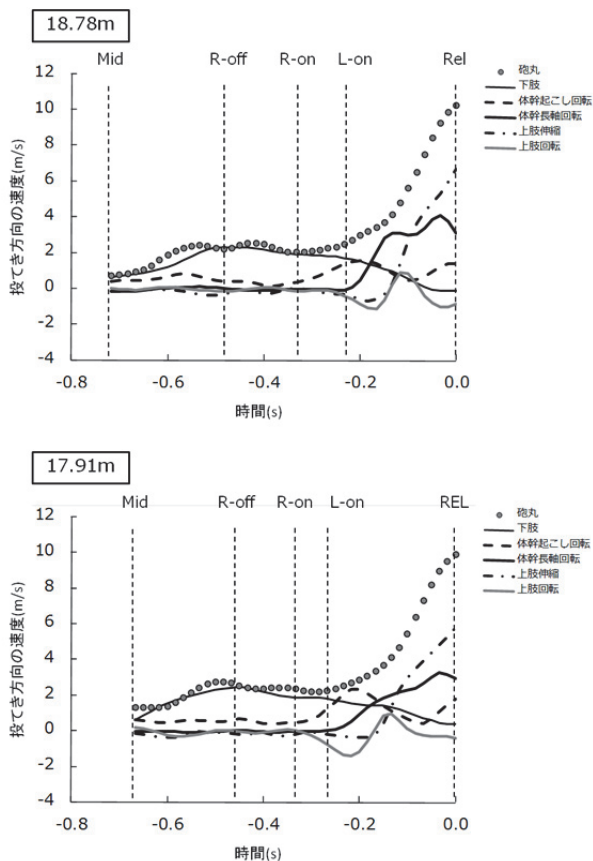 18.78m
Mid R-off R-on L-on Rel
砲丸
下肢
体幹起こし回転
体幹長軸回転
上肢伸縮
上肢回転
投てき方向の速度(m/s)
12
10
8
6
4
2
0
-2
-4
-0.8 -0.6 -0.4 -0.2 0.0
時間(s)
17.91m
Mid R-off R-on L-on REL
砲丸
下肢
体幹起こし回転
体幹長軸回転
上肢伸縮
上肢回転
投てき方向の速度(m/s)
12
10
8
6
4
2
0
-2
-4
-0.8 -0.6 -0.4 -0.2 0.0
時間(s)